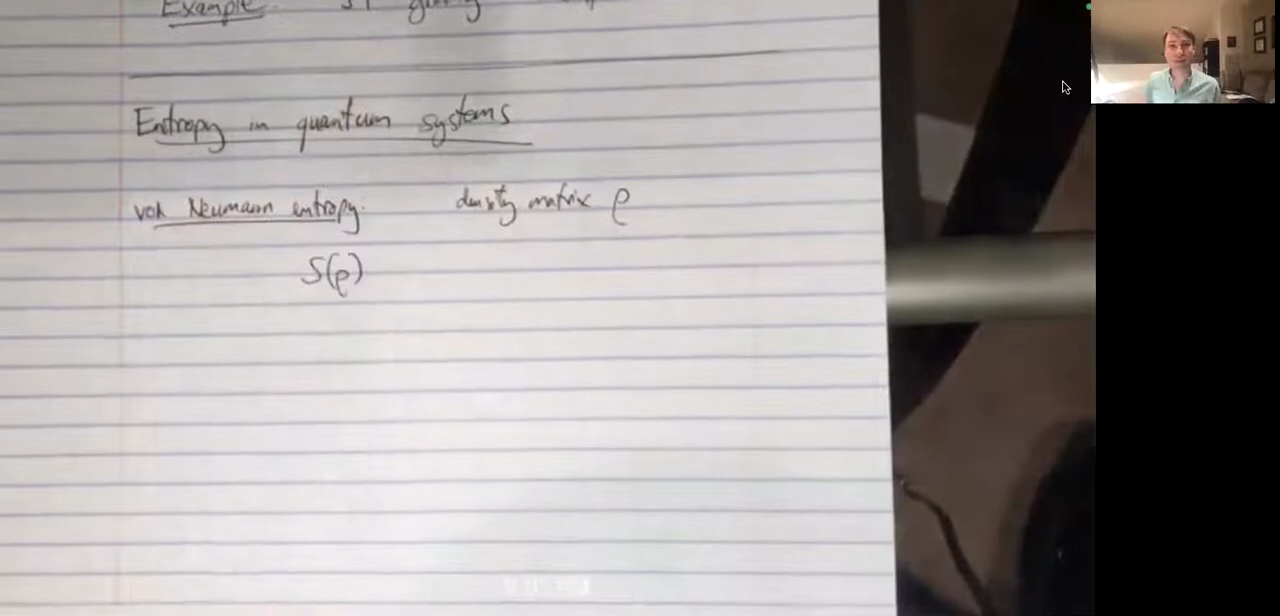 Example
Entropy in quantum systems
von Neumann entropy: density matrix ρ
S(ρ)